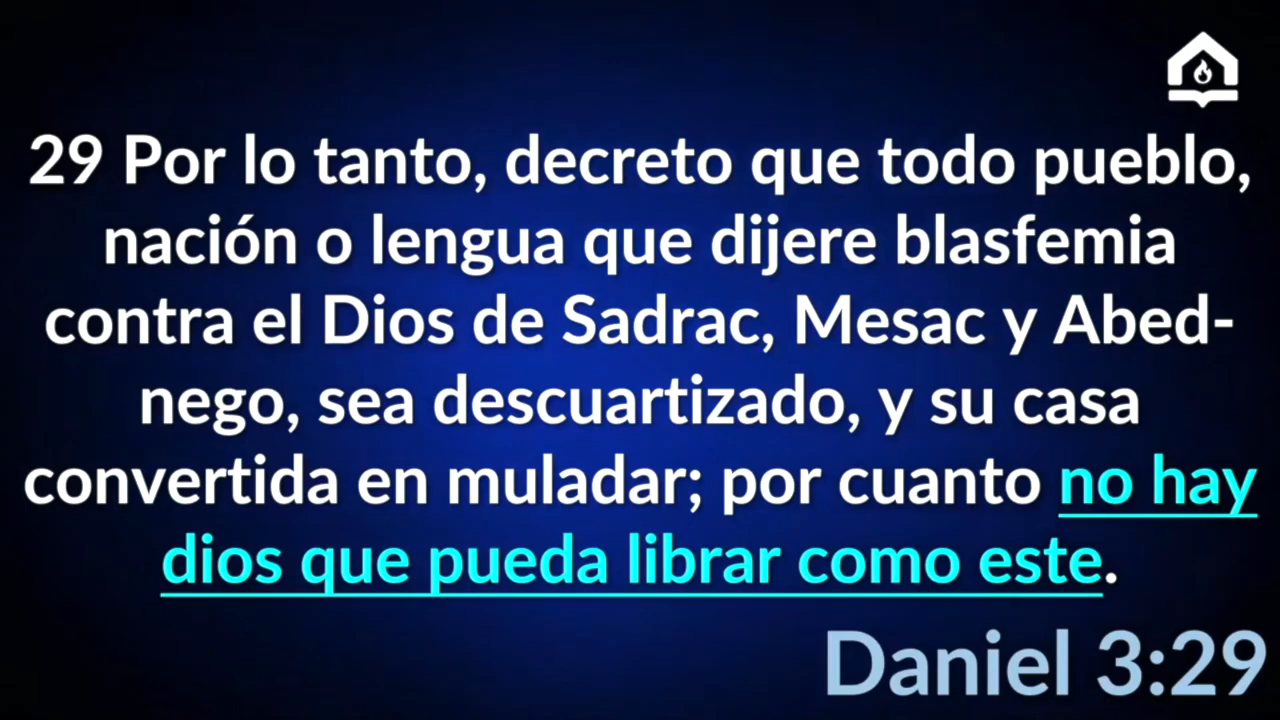 29 Por lo tanto, decreto que todo pueblo,
nación o lengua que dijere blasfemia
contra el Dios de Sadrac, Mesac y Abed-
nego, sea descuartizado, y su casa
convertida en muladar; por cuanto no hay
dios que pueda librar como este.
Daniel 3:29